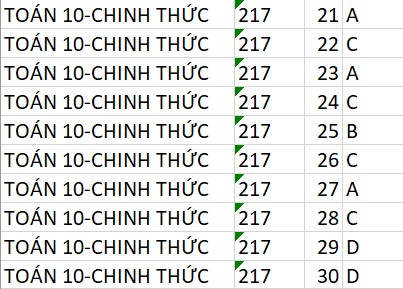 TOÁN 10-CHINH THỨC 217 21 A
TOÁN 10-CHINH THỨC 217 22 C
TOÁN 10-CHINH THỨC 217 23 A
TOÁN 10-CHINH THỨC 217 24 C
TOÁN 10-CHINH THỨC 217 25 B
TOÁN 10-CHINH THỨC 217 26 C
TOÁN 10-CHINH THỨC 217 27 A
TOÁN 10-CHINH THỨC 217 28 C
TOÁN 10-CHINH THỨC 217 29 D
TOÁN 10-CHINH THỨC 217 30 D